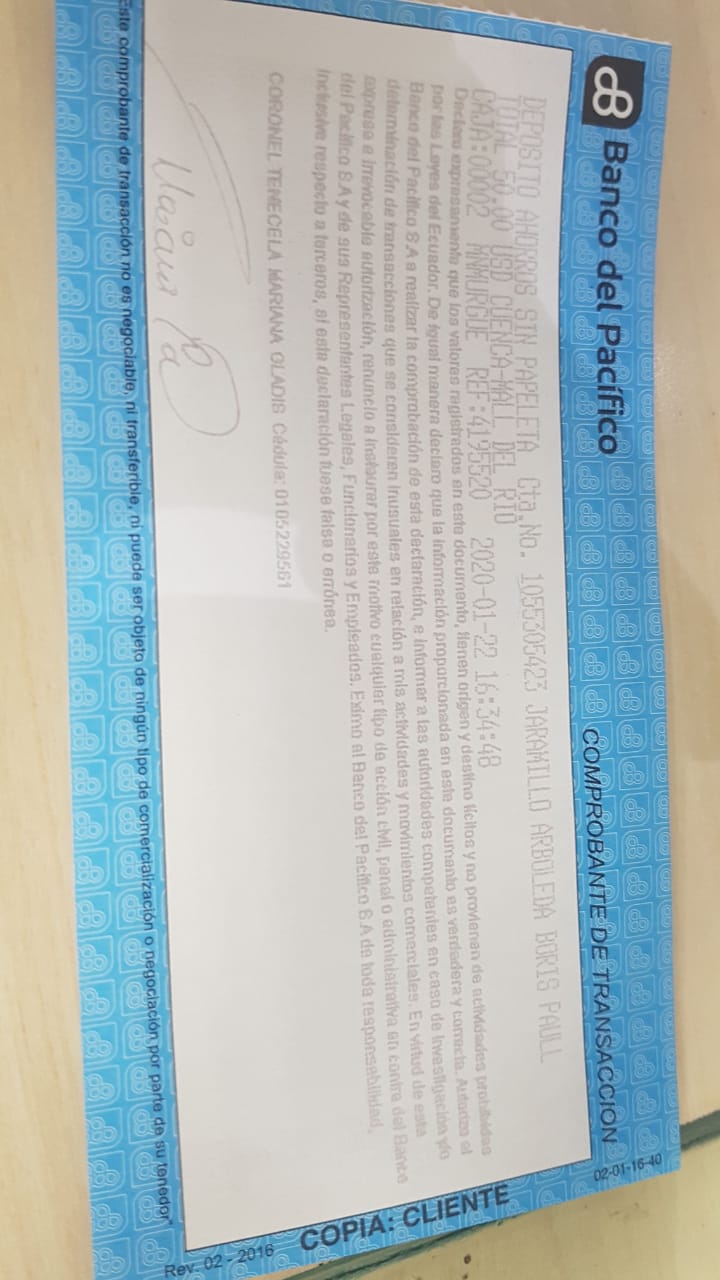 Banco del Pacífico
COMPROBANTE DE TRANSACCION
02-01-16-40
DEPOSITO AHORROS SIN PAPELETA Cta.No. 1055305423 JARAMILLO ARBOLEDA BORIS PAULL
TOTAL 50.00 USD CUENCA-MALL DEL RIO
CAJA:00002 MNMURGUE REF:4195520 2020-01-22 16:34:48
Declaro expresamente que los valores registrados en este documento, tienen origen y destino lícitos y no provienen de actividades prohibidas
por las Leyes del Ecuador. De igual manera declaro que la información proporcionada en este documento es verdadera y correcta. Autorizo al
Banco del Pacífico S.A a realizar la comprobación de esta declaración, e informar a las autoridades competentes en caso de investigación y/o
determinación de transacciones que se consideren inusuales en relación a mis actividades y movimientos comerciales. En virtud de esta
expresa e irrevocable autorización, renuncio a instaurar por este motivo cualquier tipo de acción civil, penal o administrativa en contra del Banco
del Pacífico S.A y de sus Representantes Legales, Funcionarios y Empleados. Eximo al Banco del Pacífico S.A de toda responsabilidad,
inclusive respecto a terceros, si esta declaración fuese falsa o errónea.
CORONEL TENECELA MARIANA GLADIS Cédula: 0105229561
"Este comprobante de transacción no es negociable, ni transferible, ni puede ser objeto de ningún tipo de comercialización o negociación por parte de su tenedor"
COPIA: CLIENTE
Rev. 02 - 2016